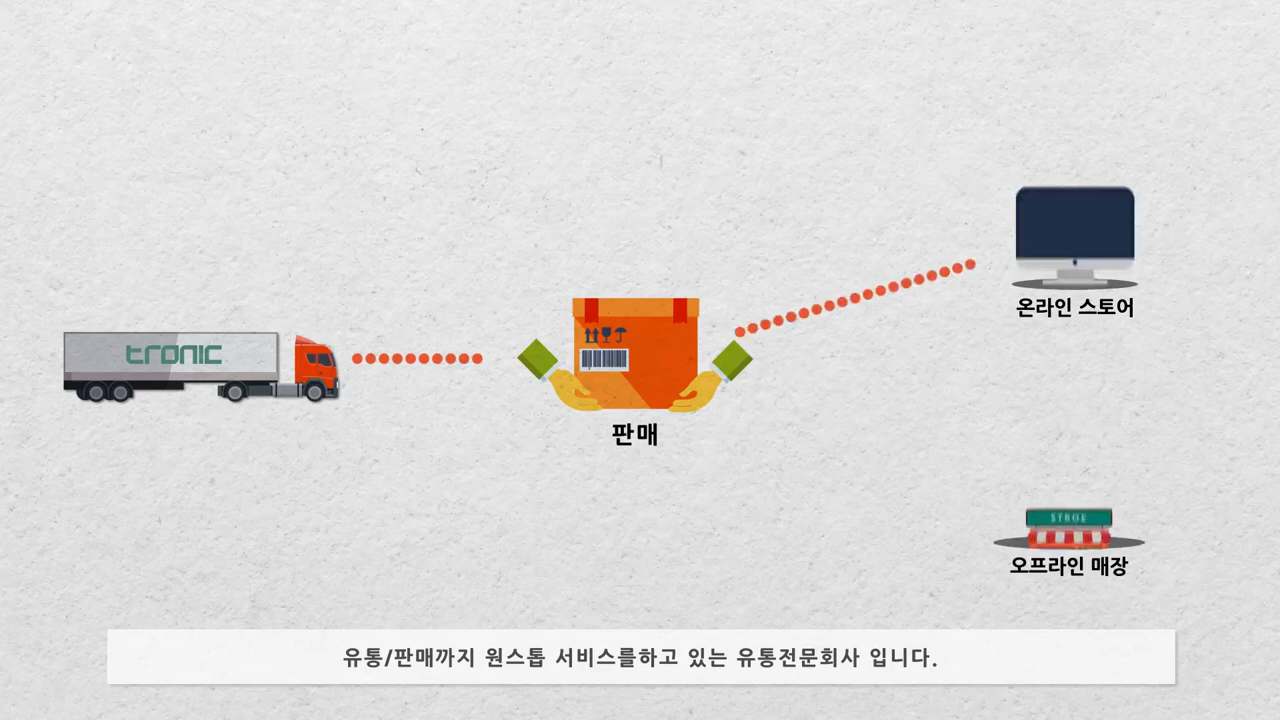 온라인 스토어
tronic
판매
STROE
오프라인 매장
유통/판매까지 원스톱 서비스를하고 있는 유통전문회사 입니다.